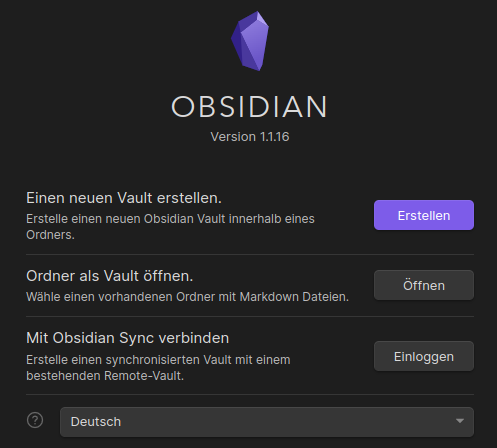 OBSIDIAN
Version 1.1.16
Einen neuen Vault erstellen.
Erstelle einen neuen Obsidian Vault innerhalb eines
Ordners.
Erstellen
Ordner als Vault öffnen.
Wähle einen vorhandenen Ordner mit Markdown Dateien.
Öffnen
Mit Obsidian Sync verbinden
Erstelle einen synchronisierten Vault mit einem
bestehenden Remote-Vault.
Einloggen
?
Deutsch